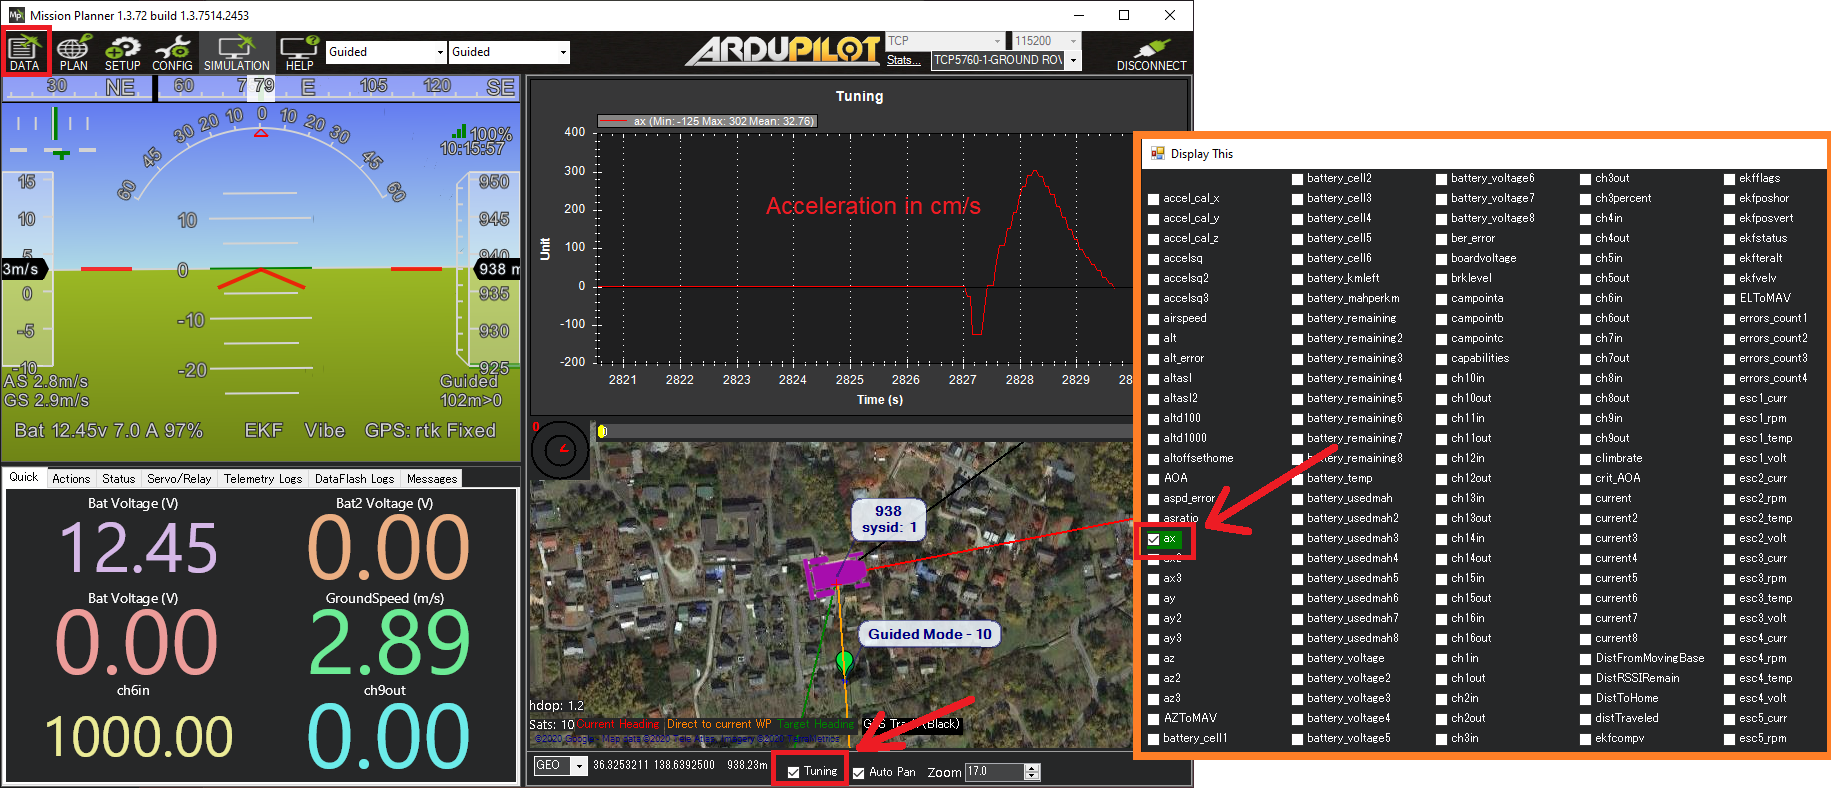 Mission Planner 1.3.72 build 1.3.7514.2453
DATA PLAN SETUP CONFIG SIMULATION HELP
Guided Guided
ARDUPILOT
TCP 115200
Stats... TCP5760-1-GROUND ROV
DISCONNECT
30 NE 60 79 E 105 120 SE
60 45 30 20 10 0 10 20 30 45 60
100%
10:15:57
15
10
5
3m/s
0
-5
-10
10
0
-10
-20
950
945
940
938 m
935
930
925
AS 2.8m/s
GS 2.9m/s
Guided
102m>0
Bat 12.45v 7.0 A 97% EKF Vibe GPS: rtk Fixed
Quick Actions Status Servo/Relay Telemetry Logs DataFlash Logs Messages
Bat Voltage (V) Bat2 Voltage (V)
12.45 0.00
Bat Voltage (V) GroundSpeed (m/s)
0.00 2.89
ch6in ch9out
1000.00 0.00
Tuning
ax (Min: -125 Max: 302 Mean: 32.76)
400
300
200
100
0
-100
-200
Unit
Acceleration in cm/s
2821 2822 2823 2824 2825 2826 2827 2828 2829 28
Time (s)
0
938
sysid: 1
Guided Mode - 10
hdop: 1.2
Sats: 10 Current Heading Direct to current WP Target Heading GPS Track (Black)
GEO 36.3253211 138.6392500 938.23m Tuning Auto Pan Zoom 17.0
Display This
battery_cell2 battery_voltage6 ch3out ekfflags
accel_cal_x battery_cell3 battery_voltage7 ch3percent ekfposhor
accel_cal_y battery_cell4 battery_voltage8 ch4in ekfposvert
accel_cal_z battery_cell5 ber_error ch4out ekfstatus
accelsq battery_cell6 boardvoltage ch5in ekfteralt
accelsq2 battery_kmleft brklevel ch5out ekfvelv
accelsq3 battery_mahperkm campointa ch6in ELToMAV
airspeed battery_remaining campointb ch6out errors_count1
alt battery_remaining2 campointc ch7in errors_count2
alt_error battery_remaining3 capabilities ch7out errors_count3
altasl battery_remaining4 ch10in ch8in errors_count4
altasl2 battery_remaining5 ch10out ch8out esc1_curr
altd100 battery_remaining6 ch11in ch9in esc1_rpm
altd1000 battery_remaining7 ch11out ch9out esc1_temp
altoffsethome battery_remaining8 ch12in climbrate esc1_volt
AOA battery_temp ch12out crit_AOA esc2_curr
aspd_error battery_usedmah ch13in current esc2_rpm
asratio battery_usedmah2 ch13out current2 esc2_temp
ax battery_usedmah3 ch14in current3 esc2_volt
ax2 battery_usedmah4 ch14out current4 esc3_curr
ax3 battery_usedmah5 ch15in current5 esc3_rpm
ay battery_usedmah6 ch15out current6 esc3_temp
ay2 battery_usedmah7 ch16in current7 esc3_volt
ay3 battery_usedmah8 ch16out current8 esc4_curr
az battery_voltage ch1in DistFromMovingBase esc4_rpm
az2 battery_voltage2 ch1out DistRSSIRemain esc4_temp
az3 battery_voltage3 ch2in DistToHome esc4_volt
AZToMAV battery_voltage4 ch2out distTraveled esc5_curr
battery_cell1 battery_voltage5 ch3in ekfcompv esc5_rpm